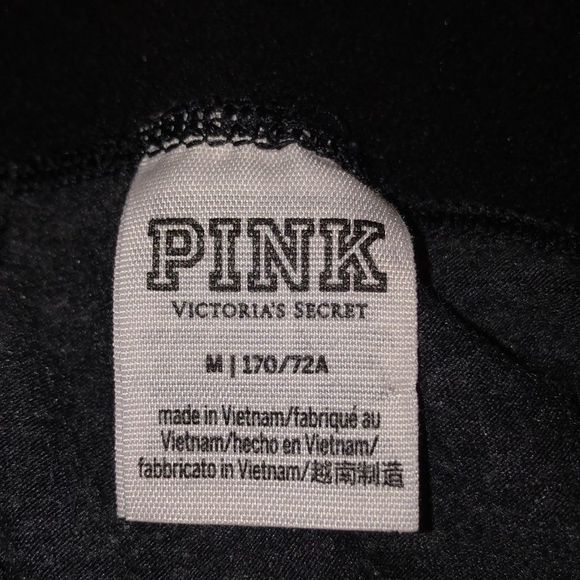 PINK
VICTORIA'S SECRET
M | 170/72A
made in Vietnam/fabriqué au
Vietnam/hecho en Vietnam/
fabbricato in Vietnam/越南制造